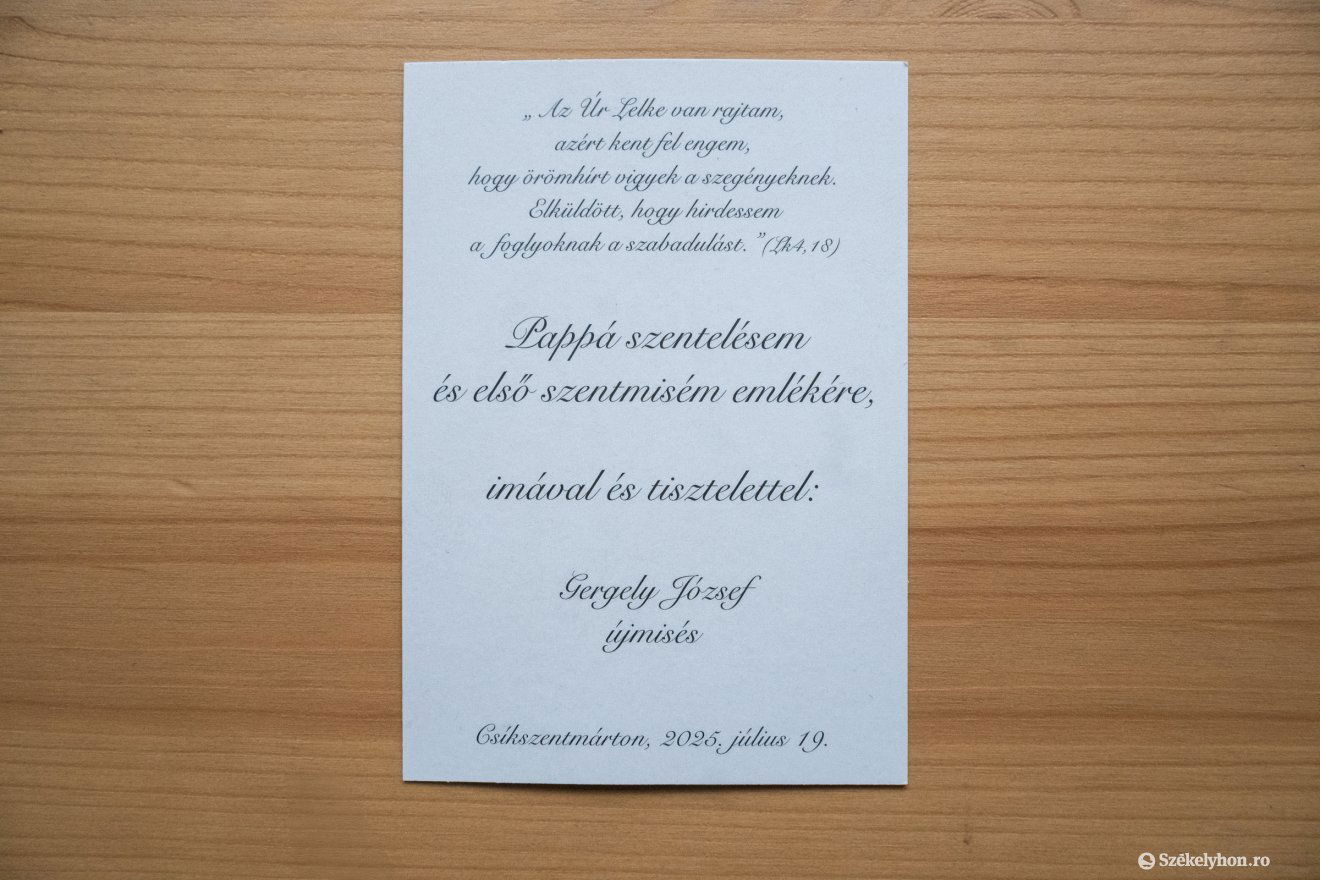 „Az Úr Lelke van rajtam,
azért kent fel engem,
hogy örömhírt vigyek a szegényeknek.
Elküldött, hogy hirdessem
a foglyoknak a szabadulást.” (Lk4,18)
Pappá szentelésem
és első szentmisém emlékére,
imával és tisztelettel:
Gergely József
újmisés
Csíkszentmárton, 2025. július 19.
Székelyhon.ro